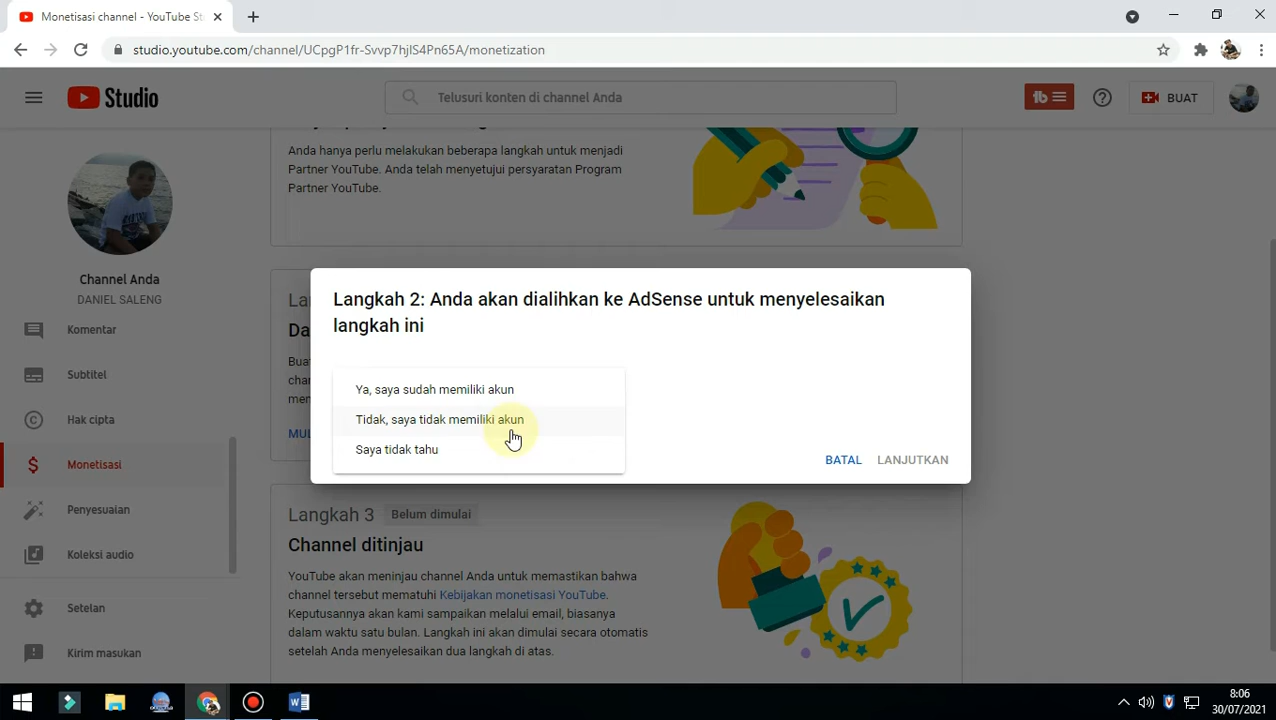 Monetisasi channel - YouTube St
studio.youtube.com/channel/UCpgP1fr-Svvp7hjlS4Pn65A/monetization
Studio
Telusuri konten di channel Anda
tb
BUAT
Anda hanya perlu melakukan beberapa langkah untuk menjadi
Partner YouTube. Anda telah menyetujui persyaratan Program
Partner YouTube.
Channel Anda
DANIEL SALENG
Komentar
Subtitel
Hak cipta
Monetisasi
Penyesuaian
Koleksi audio
Setelan
Kirim masukan
Langkah 2: Anda akan dialihkan ke AdSense untuk menyelesaikan
langkah ini
Ya, saya sudah memiliki akun
Tidak, saya tidak memiliki akun
Saya tidak tahu
BATAL
LANJUTKAN
Langkah 3
Belum dimulai
Channel ditinjau
YouTube akan meninjau channel Anda untuk memastikan bahwa
channel tersebut mematuhi Kebijakan monetisasi YouTube.
Keputusannya akan kami sampaikan melalui email, biasanya
dalam waktu satu bulan. Langkah ini akan dimulai secara otomatis
setelah Anda menyelesaikan dua langkah di atas.
8:06
30/07/2021